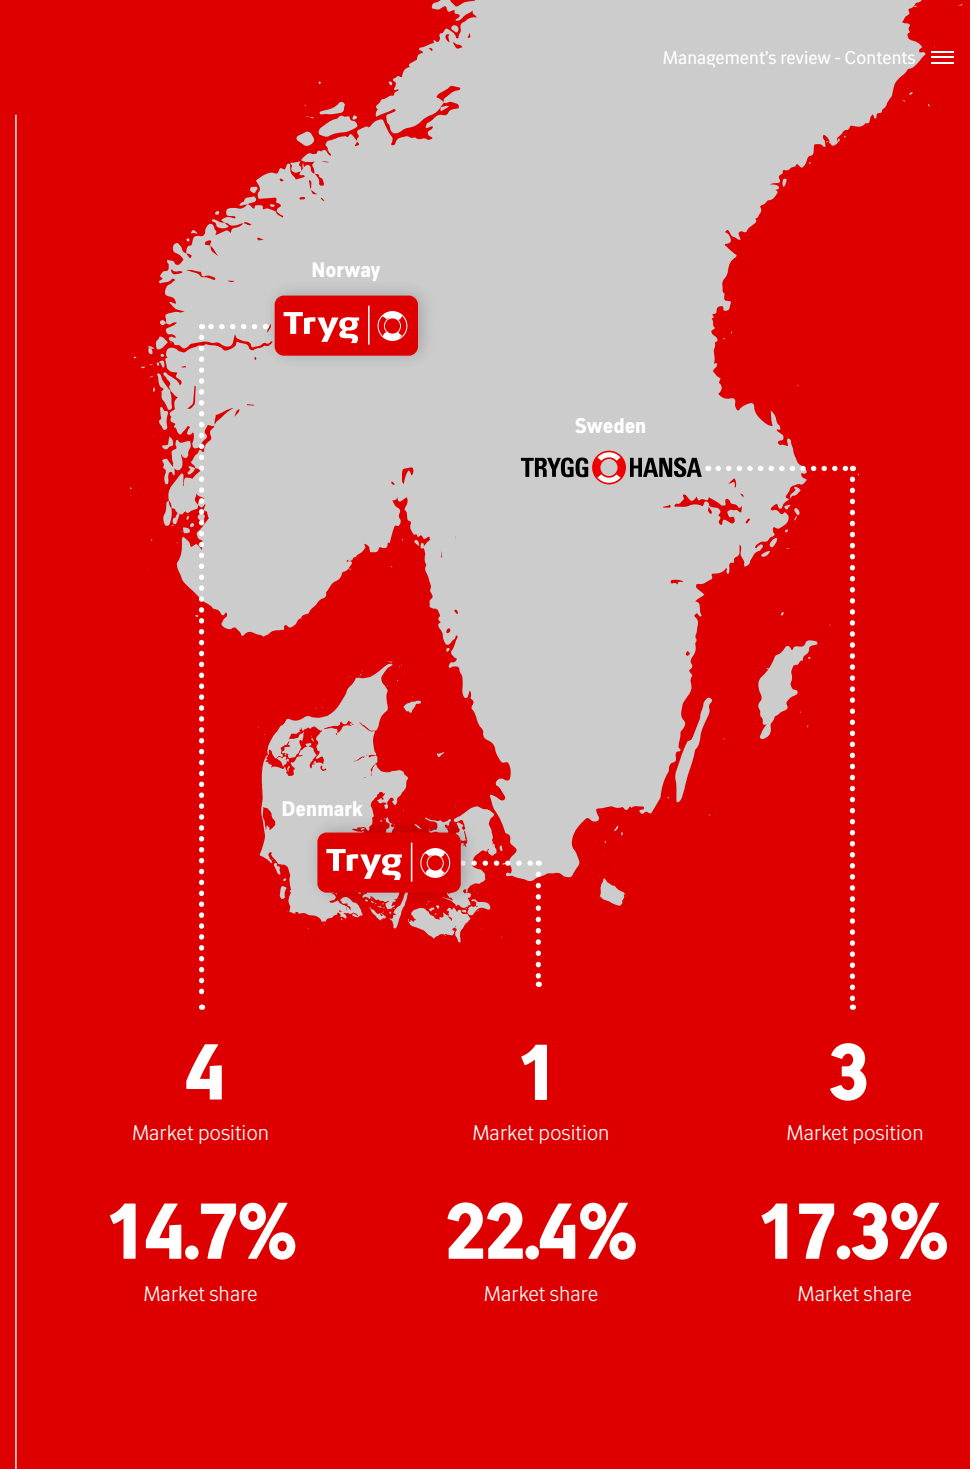 Management's review - Contents
Norway
Tryg
Sweden
TRYGG HANSA
Denmark
Tryg
4
Market position
14.7%
Market share
1
Market position
22.4%
Market share
3
Market position
17.3%
Market share